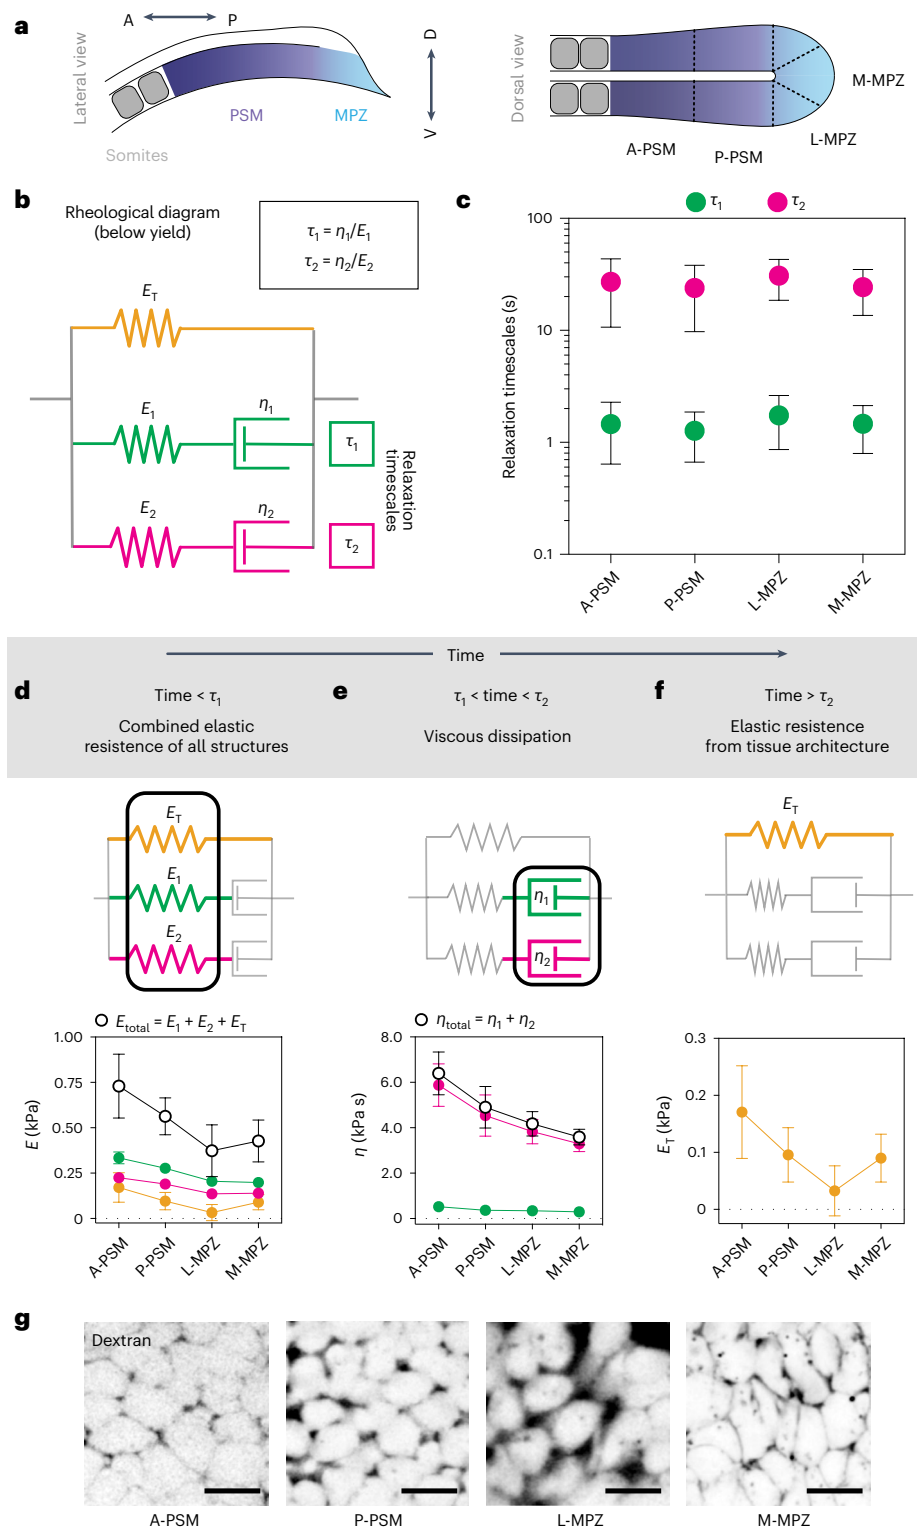 a
A
P
Lateral view
PSM
MPZ
Somites
D
V
Dorsal view
M-MPZ
L-MPZ
A-PSM
P-PSM
b
Rheological diagram
(below yield)
τ1 = η1/E1
τ2 = η2/E2
ET
E1
η1
τ1
E2
η2
τ2
Relaxation
timescales
c
τ1
τ2
Relaxation timescales (s)
100
10
1
0.1
A-PSM
P-PSM
L-MPZ
M-MPZ
Time
d
Time < τ1
Combined elastic
resistence of all structures
e
τ1 < time < τ2
Viscous dissipation
f
Time > τ2
Elastic resistance
from tissue architecture
ET
E1
E2
η1
η2
ET
Etotal = E1 + E2 + ET
E (kPa)
1.00
0.75
0.50
0.25
0
A-PSM
P-PSM
L-MPZ
M-MPZ
ηtotal = η1 + η2
η (kPa s)
8.0
6.0
4.0
2.0
0
A-PSM
P-PSM
L-MPZ
M-MPZ
ET (kPa)
0.3
0.2
0.1
0
A-PSM
P-PSM
L-MPZ
M-MPZ
g
Dextran
A-PSM
P-PSM
L-MPZ
M-MPZ